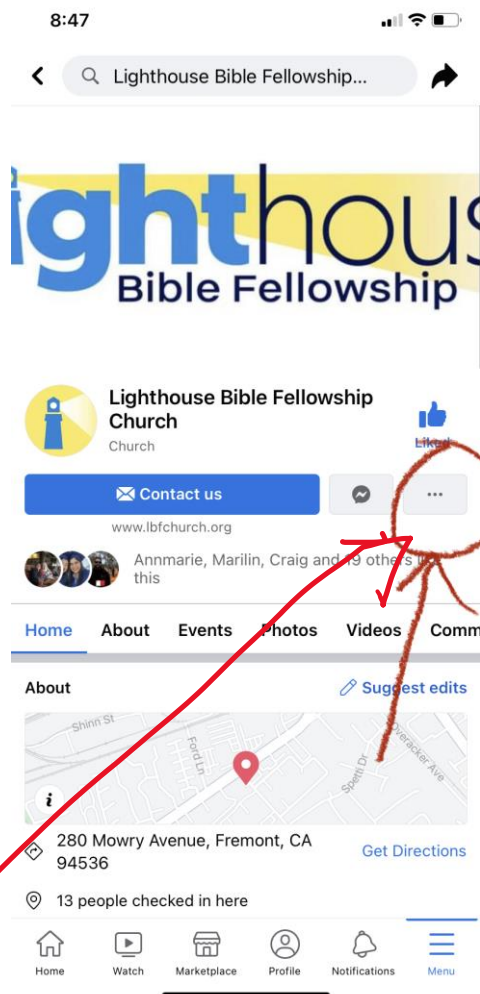 8:47
Lighthouse Bible Fellowship...
ighthous
Bible Fellowship
Lighthouse Bible Fellowship
Church
Church
Liked
Contact us
www.lbfchurch.org
Annmarie, Marilin, Craig and 19 others like
this
Home About Events Photos Videos Comm
About
Suggest edits
Shinn St
Ford Ln
Spetti Dr
Overacker Ave
280 Mowry Avenue, Fremont, CA
94536
Get Directions
13 people checked in here
Home Watch Marketplace Profile Notifications Menu